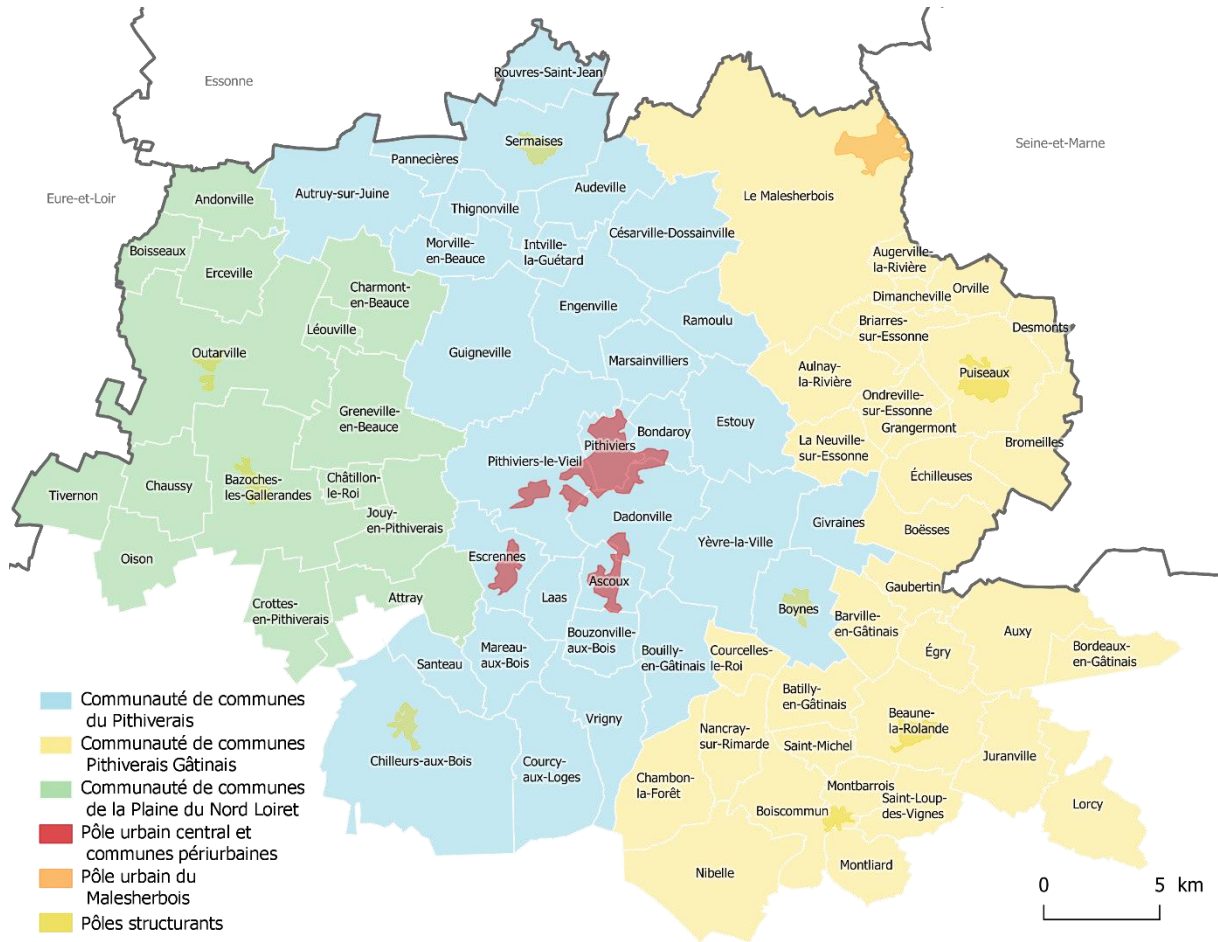 Essonne
Rouvres-Saint-Jean
Sermaises
Seine-et-Marne
Pannecières
Eure-et-Loir
Andonville
Autruy-sur-Juine
Audeville
Le Malesherbois
Thignonville
Césarville-Dossainville
Boisseaux
Morville-
en-Beauce
Intville-
la-Guétard
Augerville-
la-Rivière
Erceville
Charmont-
en-Beauce
Engenville
Dimancheville
Orville
Léouville
Ramoulu
Briarres-
sur-Essonne
Desmonts
Outarville
Guigneville
Marsainvilliers
Aulnay-
la-Rivière
Puiseaux
Ondreville-
sur-Essonne
Greneville-
en-Beauce
Estouy
Bondaroy
Grangermont
Pithiviers
La Neuville-
sur-Essonne
Bromeilles
Pithiviers-le-Vieil
Échilleuses
Tivernon
Chaussy
Bazoches-
les-Gallerandes
Châtillon-
le-Roi
Jouy-
en-Pithiverais
Dadonville
Givraines
Boësses
Yèvre-la-Ville
Oison
Escrennes
Ascoux
Gaubertin
Laas
Attray
Crottes-
en-Pithiverais
Boynes
Barville-
en-Gâtinais
Auxy
Bouzonville-
aux-Bois
Mareau-
aux-Bois
Bouilly-
en-Gâtinais
Courcelles-
le-Roi
Égry
Bordeaux-
en-Gâtinais
Santeau
Batilly-
en-Gâtinais
Vrigny
Nancray-
sur-Rimarde
Beaune-
la-Rolande
Saint-Michel
Juranville
Chilleurs-aux-Bois
Courcy-
aux-Loges
Chambon-
la-Forêt
Montbarrois
Boiscommun
Saint-Loup-
des-Vignes
Lorcy
Nibelle
Montliard
Communauté de communes
du Pithiverais
Communauté de communes
Pithiverais Gâtinais
Communauté de communes
de la Plaine du Nord Loiret
Pôle urbain central et
communes périurbaines
Pôle urbain du
Malesherbois
Pôles structurants
0 5 km